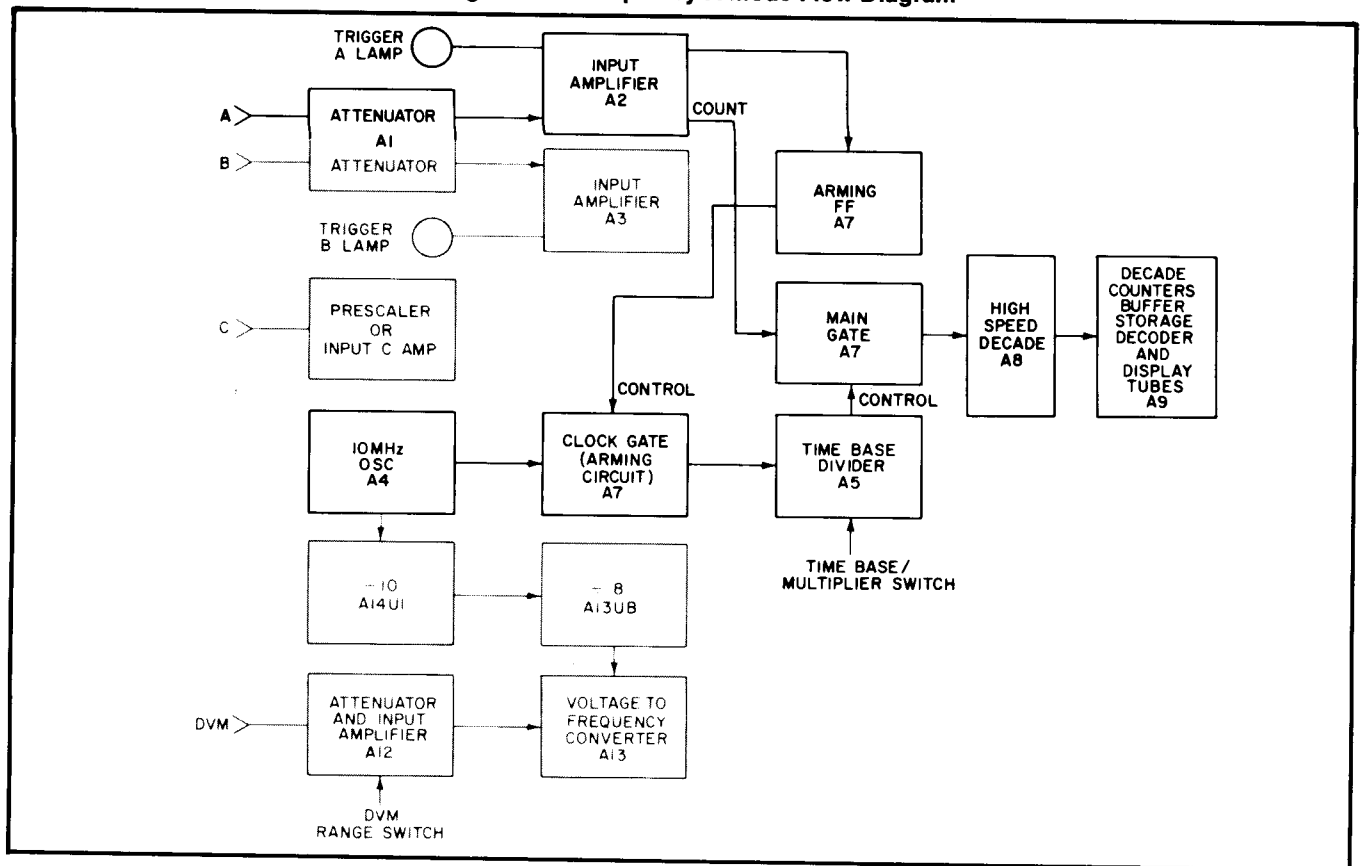 Flow Diagram
TRIGGER
A LAMP
INPUT
AMPLIFIER
A2
A
ATTENUATOR
A1
B
ATTENUATOR
COUNT
INPUT
AMPLIFIER
A3
ARMING
FF
A7
TRIGGER
B LAMP
C
PRESCALER
OR
INPUT C AMP
MAIN
GATE
A7
HIGH
SPEED
DECADE
A8
DECADE
COUNTERS
BUFFER
STORAGE
DECODER
AND
DISPLAY
TUBES
A9
CONTROL
CONTROL
10MHz
OSC
A4
CLOCK GATE
(ARMING
CIRCUIT)
A7
TIME BASE
DIVIDER
A5
TIME BASE/
MULTIPLIER SWITCH
— 10
A14U1
— 8
A13UB
DVM
ATTENUATOR
AND INPUT
AMPLIFIER
A12
VOLTAGE TO
FREQUENCY
CONVERTER
A13
DVM
RANGE SWITCH